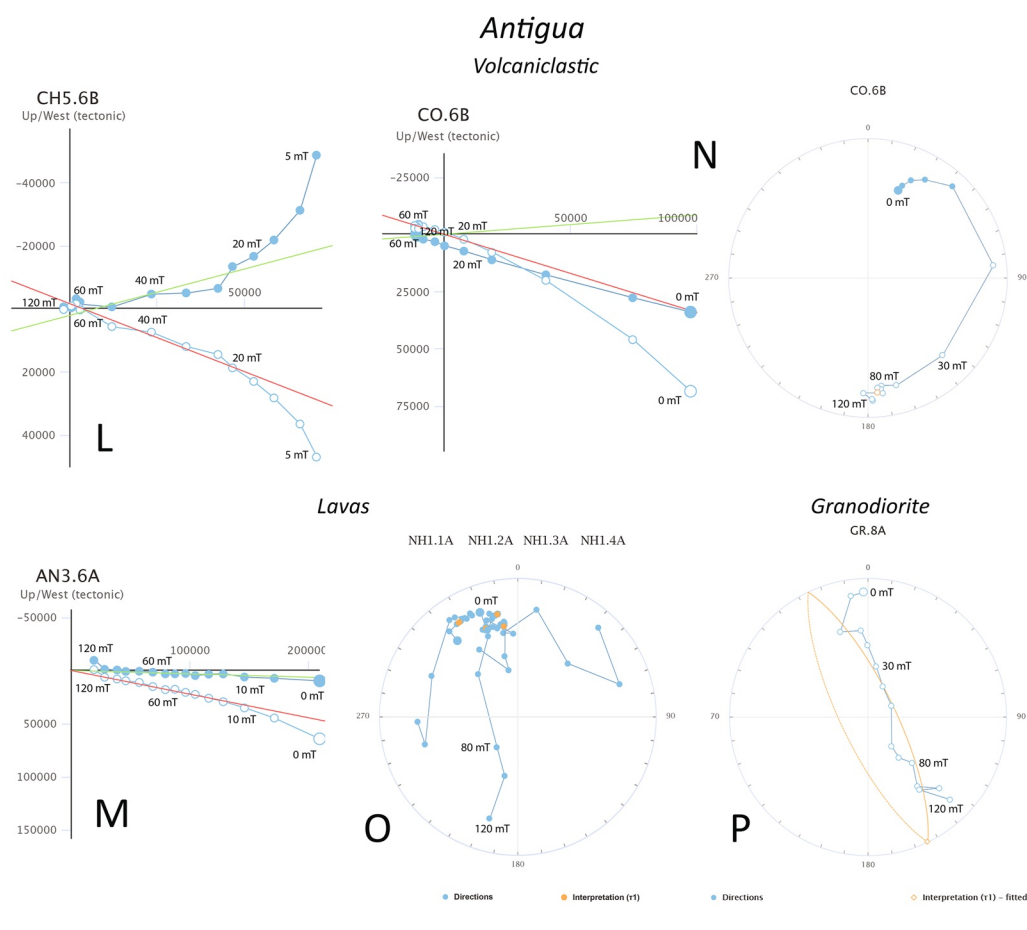 Antigua
Volcaniclastic
CH5.6B
Up/West (tectonic)
-40000
-20000
20000
40000
50000
5 mT
20 mT
40 mT
60 mT
120 mT
60 mT
40 mT
20 mT
5 mT
L
CO.6B
Up/West (tectonic)
-25000
25000
50000
75000
50000
100000
60 mT
20 mT
120 mT
60 mT
20 mT
0 mT
0 mT
N
CO.6B
0
90
180
270
0 mT
30 mT
80 mT
120 mT
Lavas
AN3.6A
Up/West (tectonic)
-50000
50000
100000
150000
100000
200000
120 mT
60 mT
10 mT
0 mT
120 mT
60 mT
10 mT
0 mT
M
NH1.1A NH1.2A NH1.3A NH1.4A
0
90
180
270
0 mT
80 mT
120 mT
O
Granodiorite
GR.8A
0
90
180
70
0 mT
30 mT
80 mT
120 mT
P
Directions
Interpretation (τ1)
Directions
Interpretation (τ1) – fitted